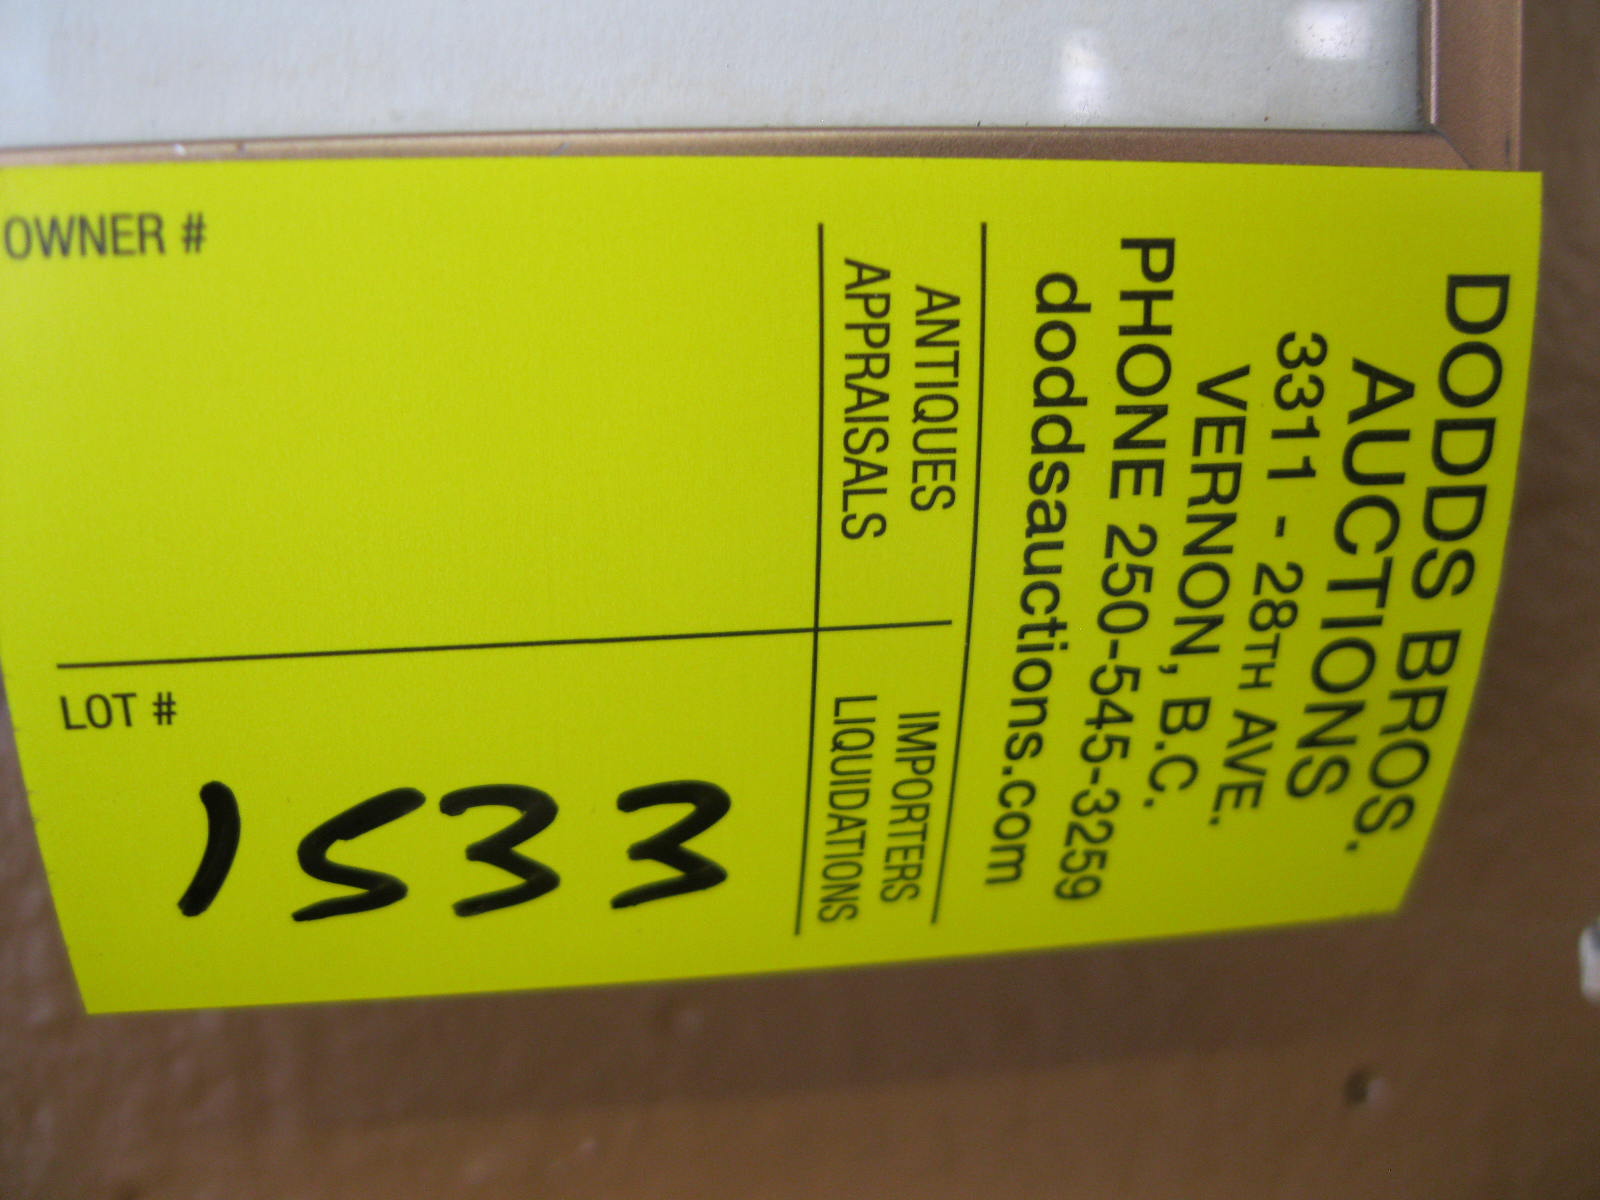 DODDS BROS.
AUCTIONS
3311 - 28TH AVE.
VERNON, B.C.
PHONE 250-545-3259
doddsauctions.com
ANTIQUES IMPORTERS
APPRAISALS LIQUIDATIONS
OWNER #
LOT #
1533